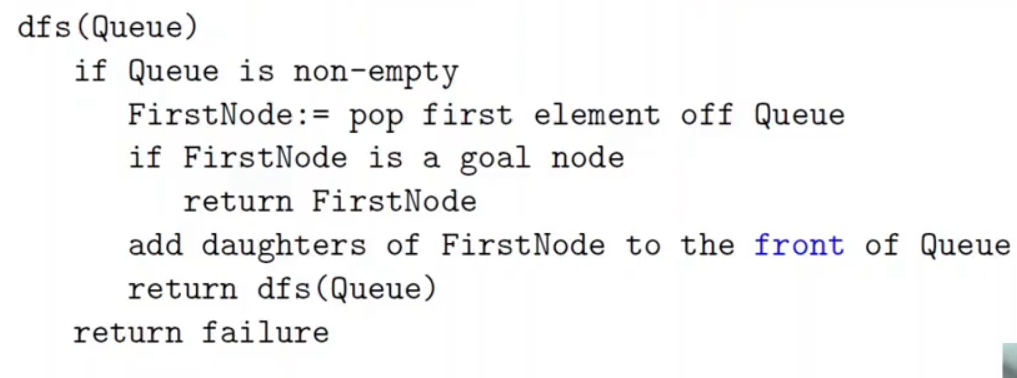 dfs(Queue)
if Queue is non-empty
FirstNode:= pop first element off Queue
if FirstNode is a goal node
return FirstNode
add daughters of FirstNode to the front of Queue
return dfs(Queue)
return failure